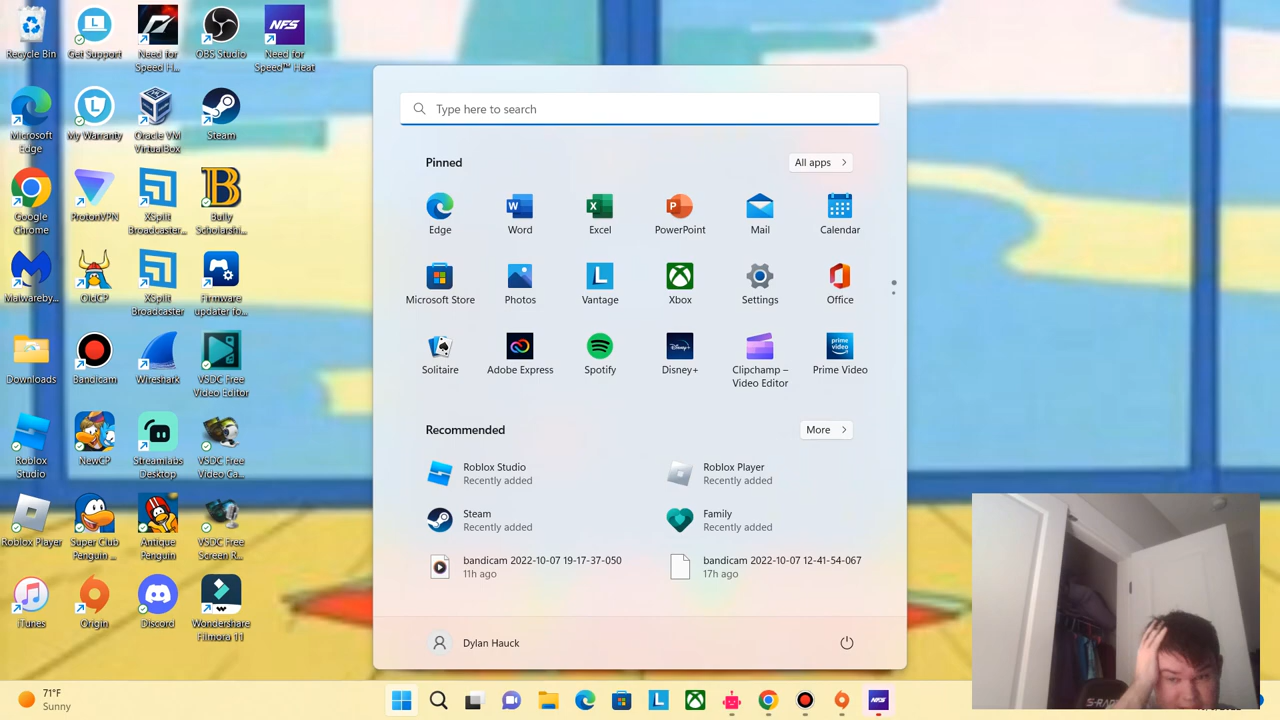 Recycle Bin
Get Support
Need for
Speed H...
OBS Studio
NFS
Need for
Speed™ Heat
Microsoft
Edge
My Warranty
Oracle VM
VirtualBox
Steam
Google
Chrome
ProtonVPN
XSplit
Broadcaster...
Bully
Scholarshi...
Malwareby...
OldCP
XSplit
Broadcaster
Firmware
updater fo...
Downloads
Bandicam
Wireshark
VSDC Free
Video Editor
Roblox
Studio
NewCP
Streamlabs
Desktop
VSDC Free
Video Ca...
Roblox Player
Super Club
Penguin ...
Antique
Penguin
VSDC Free
Screen R...
iTunes
Origin
Discord
Wondershare
Filmora 11
Type here to search
Pinned
All apps
Edge
Word
Excel
PowerPoint
Mail
Calendar
Microsoft Store
Photos
Vantage
Xbox
Settings
Office
Solitaire
Adobe Express
Spotify
Disney+
Clipchamp –
Video Editor
prime video
Prime Video
Recommended
More
Roblox Studio
Recently added
Roblox Player
Recently added
Steam
Recently added
Family
Recently added
bandicam 2022-10-07 19-17-37-050
11h ago
bandicam 2022-10-07 12-41-54-067
17h ago
Dylan Hauck
71°F
Sunny
NFS